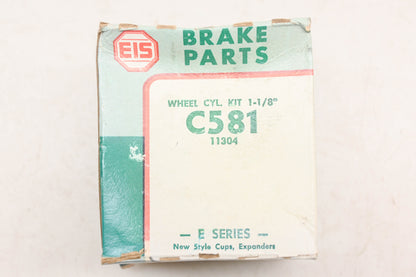 EIS
BRAKE
PARTS
WHEEL CYL. KIT 1-1/8"
C581
11304
— E SERIES —
New Style Cups, Expanders